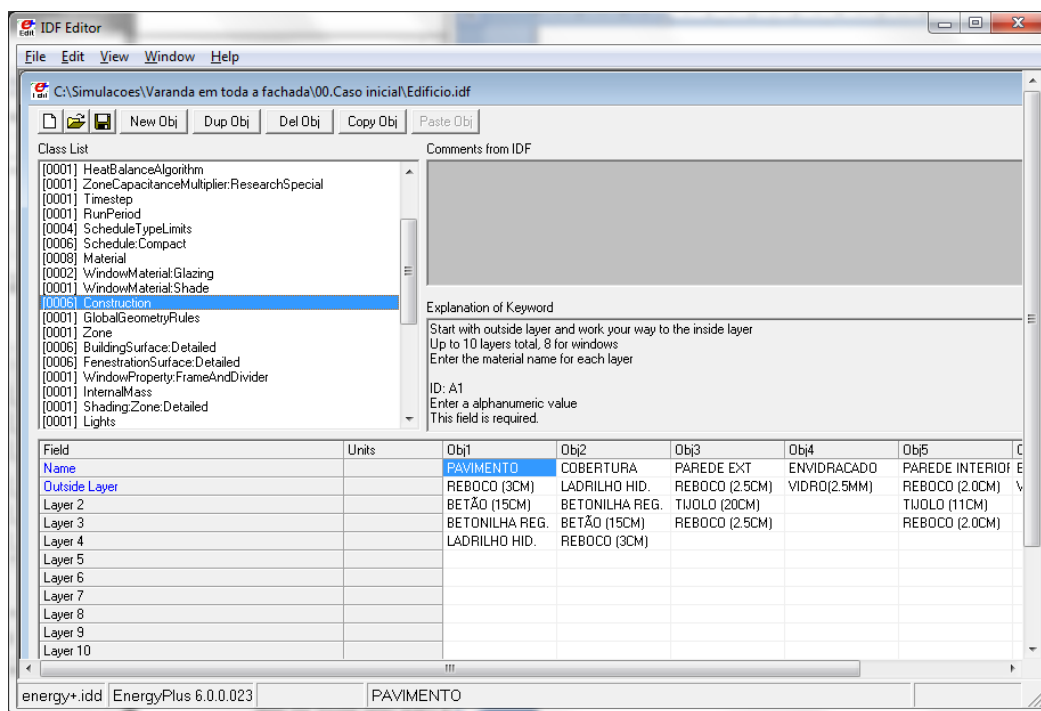 IDF Editor
File Edit View Window Help
C:\Simulacoes\Varanda em toda a fachada\00.Caso inicial\Edificio.idf
New Obj Dup Obj Del Obj Copy Obj Paste Obj
Class List
Comments from IDF
[0001] HeatBalanceAlgorithm
[0001] ZoneCapacitanceMultiplier:ResearchSpecial
[0001] Timestep
[0001] RunPeriod
[0004] ScheduleTypeLimits
[0006] Schedule:Compact
[0008] Material
[0002] WindowMaterial:Glazing
[0001] WindowMaterial:Shade
[0006] Construction
[0001] GlobalGeometryRules
[0001] Zone
[0006] BuildingSurface:Detailed
[0006] FenestrationSurface:Detailed
[0001] WindowProperty:FrameAndDivider
[0001] InternalMass
[0001] Shading:Zone:Detailed
[0001] Lights
Explanation of Keyword
Start with outside layer and work your way to the inside layer
Up to 10 layers total, 8 for windows
Enter the material name for each layer
ID: A1
Enter a alphanumeric value
This field is required.
Field Units Obj1 Obj2 Obj3 Obj4 Obj5
Name PAVIMENTO COBERTURA PAREDE EXT ENVIDRACADO PAREDE INTERIOR
Outside Layer REBOCO (3CM) LADRILHO HID. REBOCO (2.5CM) VIDRO(2.5MM) REBOCO (2.0CM)
Layer 2 BETÃO (15CM) BETONILHA REG. TIJOLO (20CM) TIJOLO (11CM)
Layer 3 BETONILHA REG. BETÃO (15CM) REBOCO (2.5CM) REBOCO (2.0CM)
Layer 4 LADRILHO HID. REBOCO (3CM)
Layer 5
Layer 6
Layer 7
Layer 8
Layer 9
Layer 10
energy+.idd EnergyPlus 6.0.0.023 PAVIMENTO